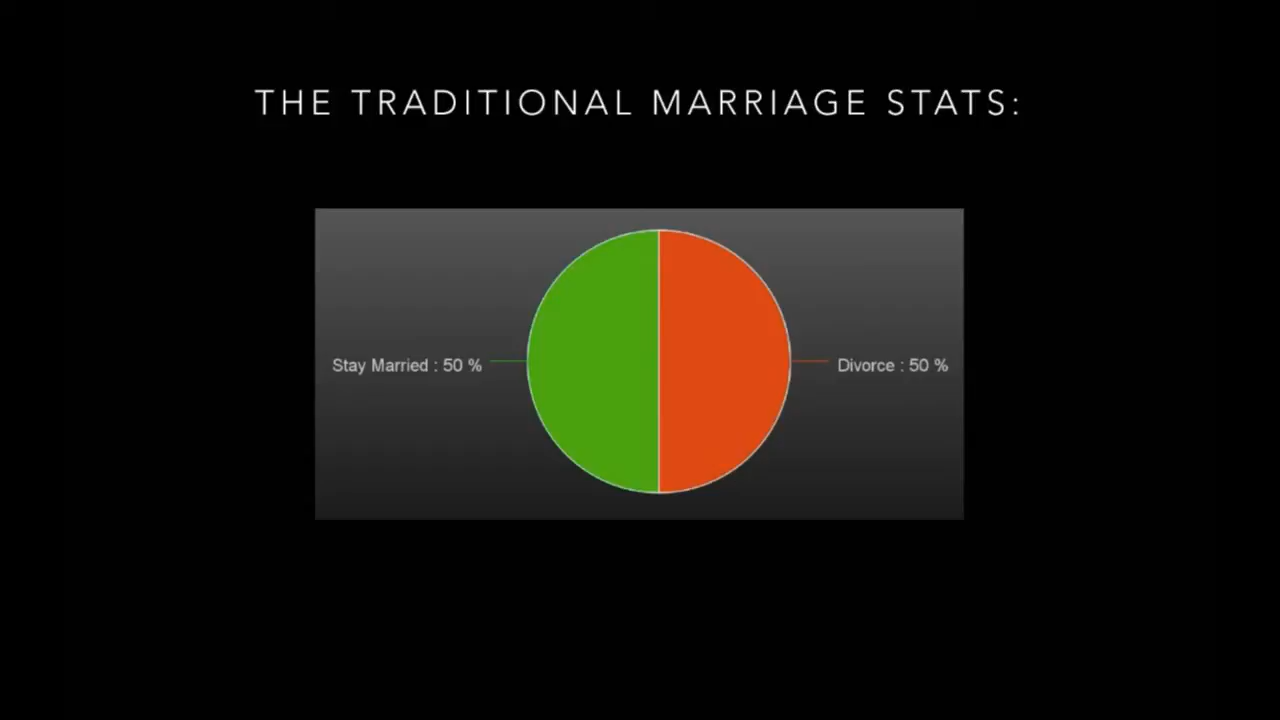 THE TRADITIONAL MARRIAGE STATS:
Stay Married : 50 %
Divorce : 50 %